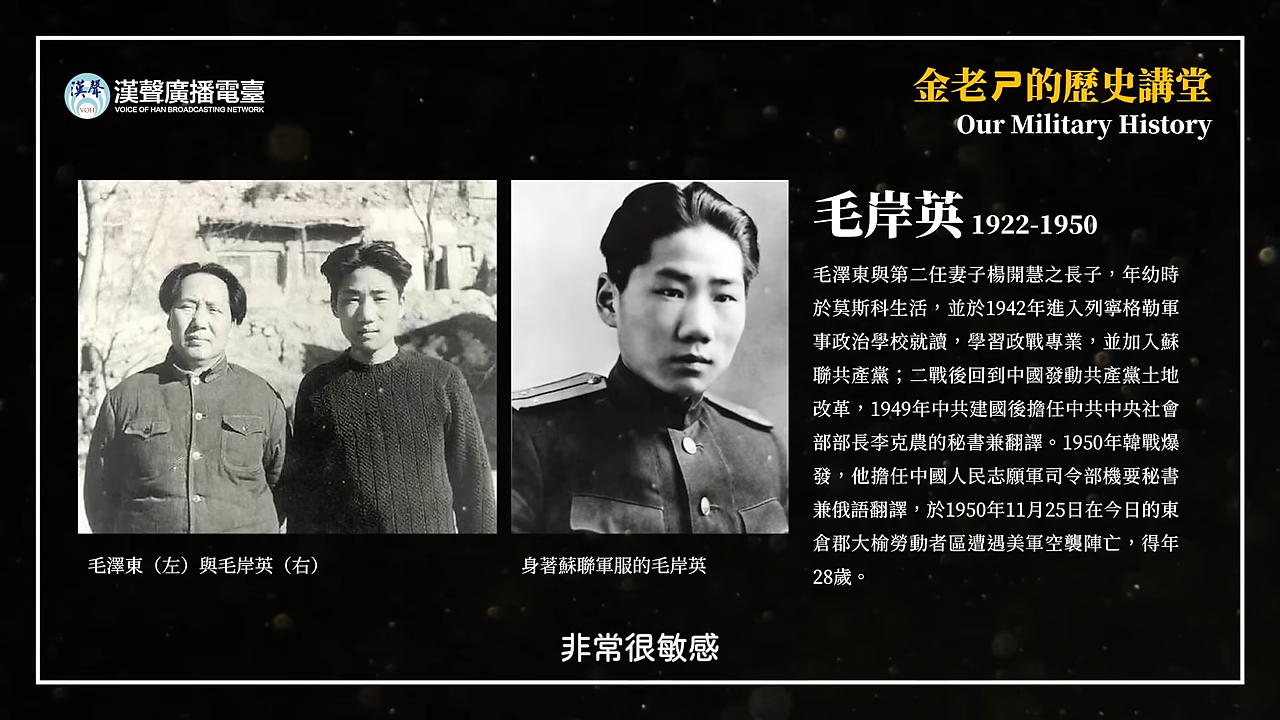 漢聲
VOH
漢聲廣播電臺
VOICE OF HAN BROADCASTING NETWORK
金老ㄕ的歷史講堂
Our Military History
毛岸英 1922-1950
毛澤東與第二任妻子楊開慧之長子，年幼時
於莫斯科生活，並於1942年進入列寧格勒軍
事政治學校就讀，學習政戰專業，並加入蘇
聯共產黨；二戰後回到中國發動共產黨土地
改革，1949年中共建國後擔任中共中央社會
部部長李克農的秘書兼翻譯。1950年韓戰爆
發，他擔任中國人民志願軍司令部機要秘書
兼俄語翻譯，於1950年11月25日在今日的東
倉郡大榆勞動者區遭遇美軍空襲陣亡，得年
28歲。
毛澤東（左）與毛岸英（右）
身著蘇聯軍服的毛岸英
非常很敏感